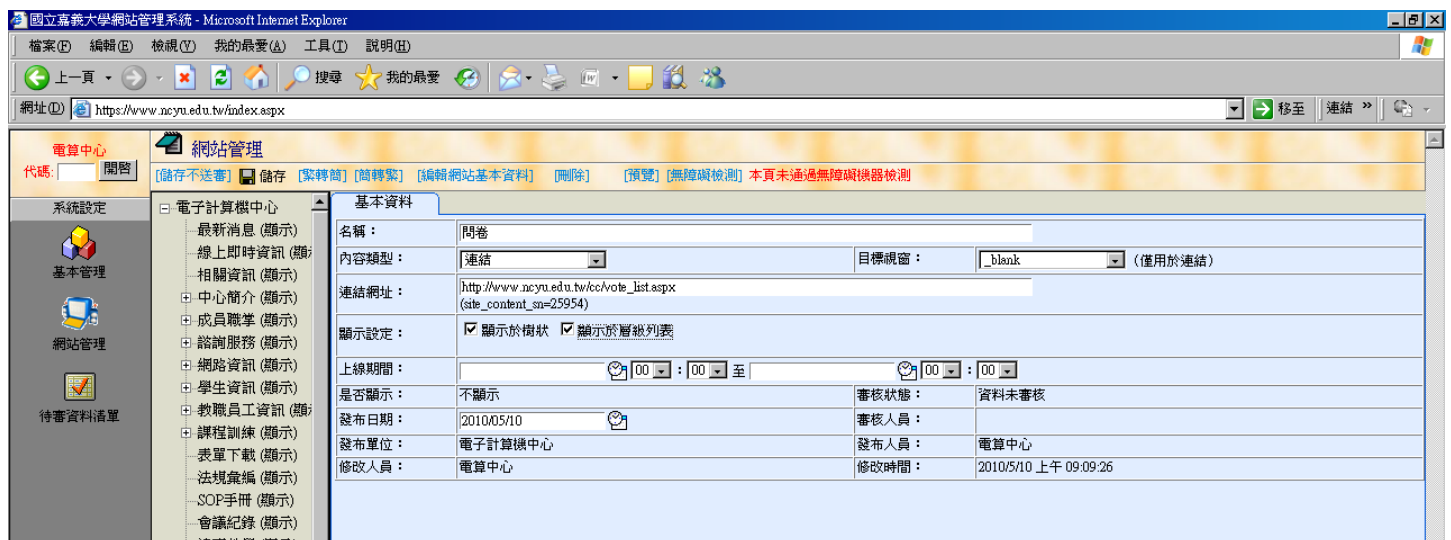 國立嘉義大學網站管理系統 - Microsoft Internet Explorer
檔案(F) 編輯(E) 檢視(V) 我的最愛(A) 工具(T) 說明(H)
上一頁 搜尋 我的最愛
網址(D) https://www.ncyu.edu.tw/index.aspx 移至 連結 »
電算中心
代碼: 開啓
網站管理
[儲存不送審] 儲存 [繁轉簡] [簡轉繁] [編輯網站基本資料] [刪除] [預覽] [無障礙檢測] 本頁未通過無障礙機器檢測
系統設定
基本管理
網站管理
待審資料清單
電子計算機中心
最新消息 (顯示)
線上即時資訊 (顯
相關資訊 (顯示)
中心簡介 (顯示)
成員職掌 (顯示)
諮詢服務 (顯示)
網路資訊 (顯示)
學生資訊 (顯示)
教職員工資訊 (顯
課程訓練 (顯示)
表單下載 (顯示)
法規彙編 (顯示)
SOP手冊 (顯示)
會議紀錄 (顯示)
基本資料
名稱： 問卷
內容類型： 連結 目標視窗： _blank (僅用於連結)
連結網址： http://www.ncyu.edu.tw/cc/vote_list.aspx
(site_content_sn=25954)
顯示設定： 顯示於樹狀 顯示於層級列表
上線期間： 00 : 00 至 00 : 00
是否顯示： 不顯示 審核狀態： 資料未審核
發布日期： 2010/05/10 審核人員：
發布單位： 電子計算機中心 發布人員： 電算中心
修改人員： 電算中心 修改時間： 2010/5/10 上午 09:09:26